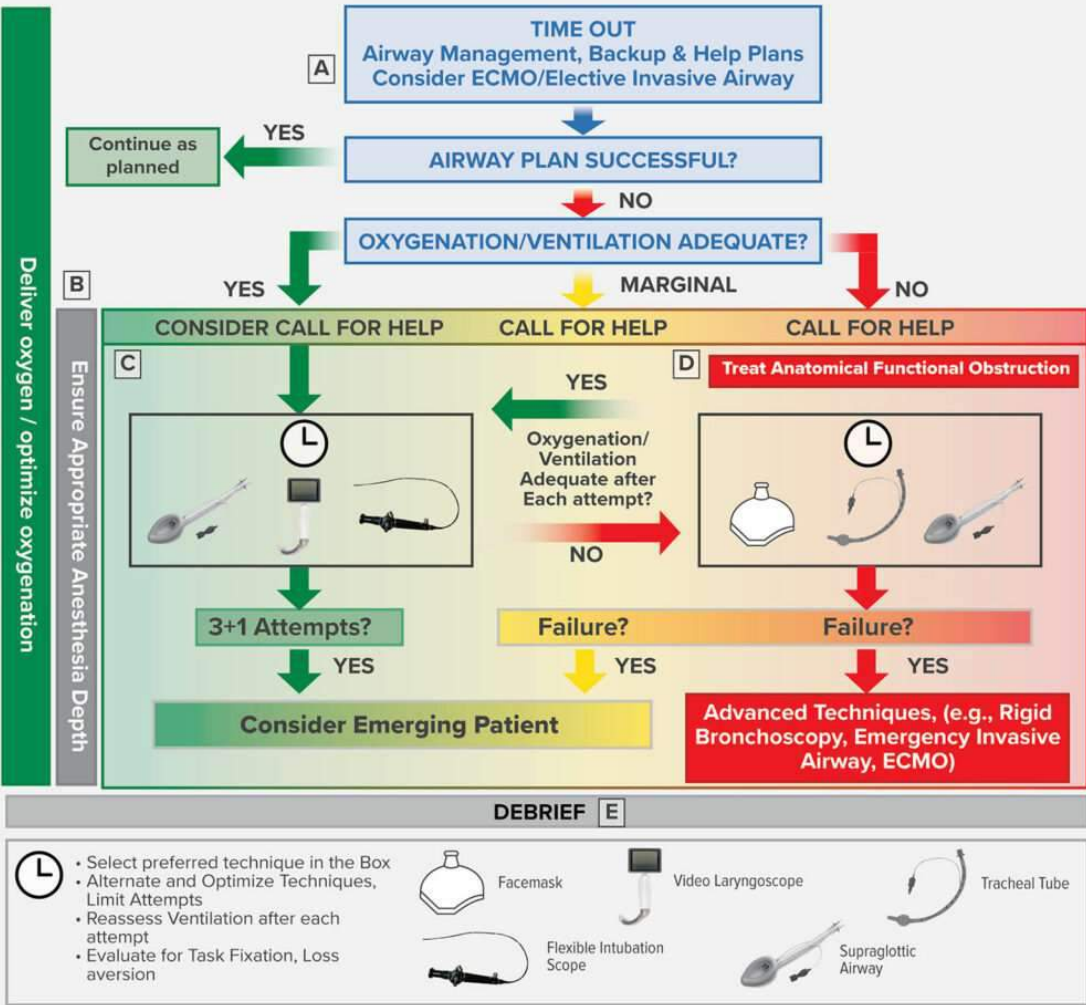 TIME OUT
Airway Management, Backup & Help Plans
Consider ECMO/Elective Invasive Airway
A
YES
Continue as
planned
AIRWAY PLAN SUCCESSFUL?
NO
OXYGENATION/VENTILATION ADEQUATE?
B
YES
MARGINAL
NO
Deliver oxygen / optimize oxygenation
Ensure Appropriate Anesthesia Depth
CONSIDER CALL FOR HELP
CALL FOR HELP
CALL FOR HELP
C
D
Treat Anatomical Functional Obstruction
YES
Oxygenation/
Ventilation
Adequate after
Each attempt?
NO
3+1 Attempts?
Failure?
Failure?
YES
YES
YES
Consider Emerging Patient
Advanced Techniques, (e.g., Rigid
Bronchoscopy, Emergency Invasive
Airway, ECMO)
DEBRIEF E
• Select preferred technique in the Box
• Alternate and Optimize Techniques,
Limit Attempts
• Reassess Ventilation after each
attempt
• Evaluate for Task Fixation, Loss
aversion
Facemask
Video Laryngoscope
Tracheal Tube
Flexible Intubation
Scope
Supraglottic
Airway